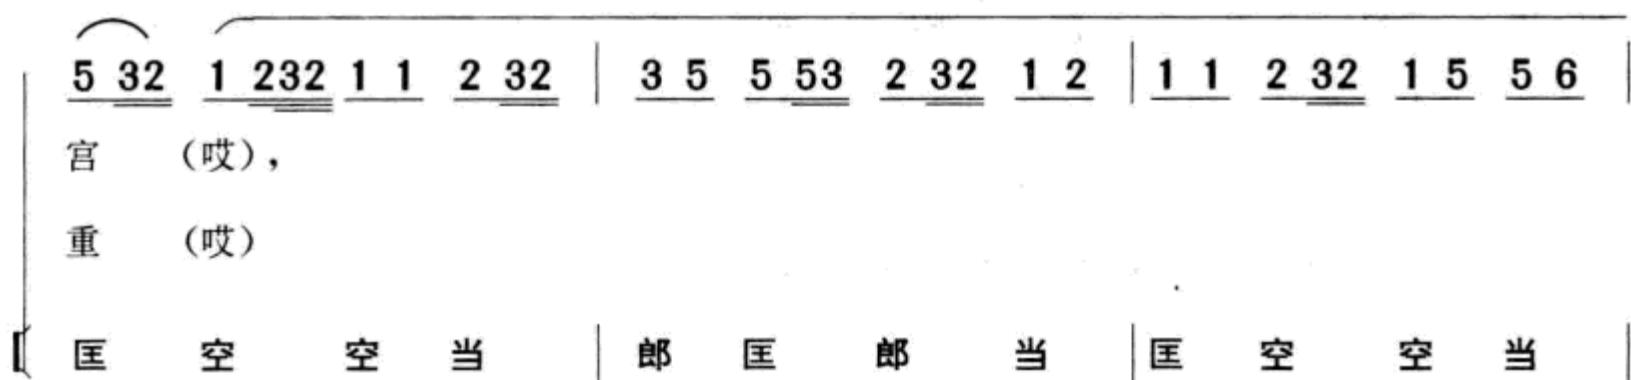 5 32 1 232 1 1 2 32 | 3 5 5 53 2 32 1 2 | 1 1 2 32 1 5 5 6 |
宫 （哎），
重 （哎）
匡 空 空 当 | 郎 匡 郎 当 | 匡 空 空 当 |